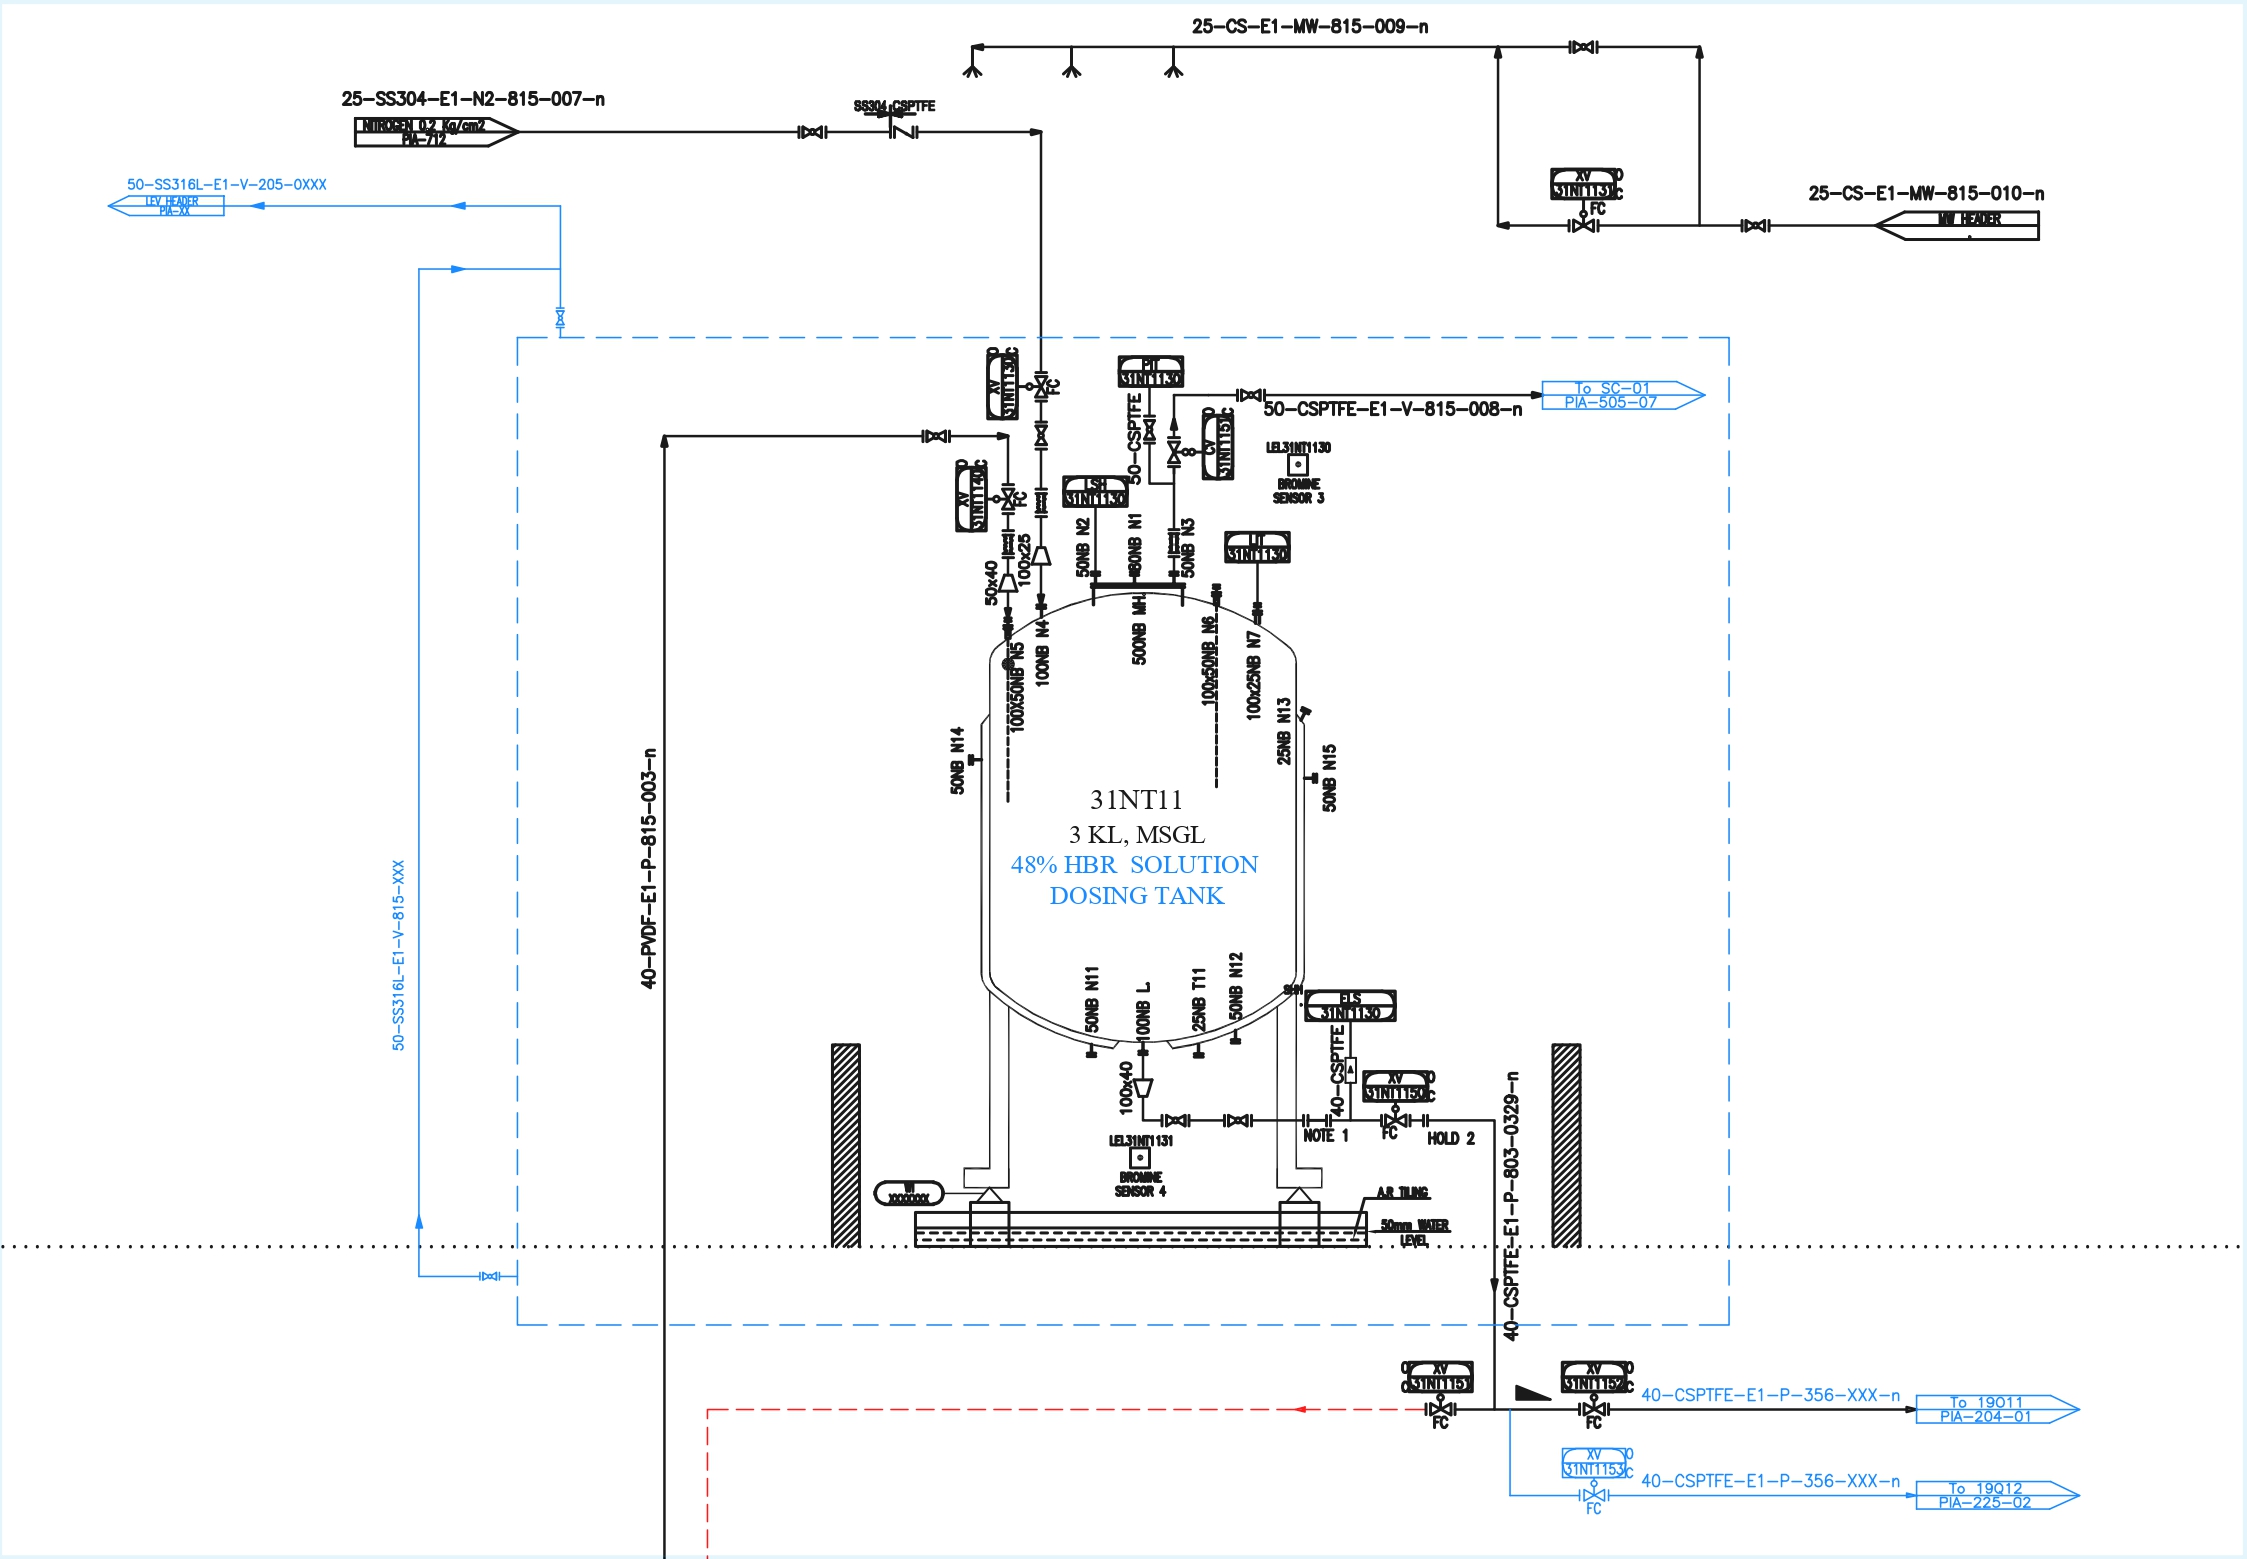 25-CS-E1-MW-815-009-n
25-SS304-E1-N2-815-007-n
NITROGEN 0.2 Kg/cm2
PIA-712
SS304 CSPTFE
50-SS316L-E1-V-205-0XXX
LEV HEADER
PIA-XX
XV
31NT1131
O
C
FC
25-CS-E1-MW-815-010-n
MW HEADER
XV
31NT1130
O
C
FC
PIT
31NT1130
50-CSPTFE
To SC-01
PIA-505-07
50-CSPTFE-E1-V-815-008-n
CV
31NT1151
O
C
LEL31NT1130
BROMINE
SENSOR 3
XV
31NT1140
O
C
FC
LSH
31NT1130
50NB N2
80NB N1
50NB N3
LIT
31NT1130
50x40
100x25
100X50NB N5
100NB N4
500NB MH.
100x50NB N6
100x25NB N7
25NB N13
50NB N14
50NB N15
40-PVDF-E1-P-815-003-n
50-SS316L-E1-V-815-XXX
31NT11
3 KL, MSGL
48% HBR SOLUTION
DOSING TANK
50NB N11
100NB L.
25NB T11
50NB N12
ELS
31NT1130
40-CSPTFE
100x40
XV
31NT1150
O
C
FC
NOTE 1
HOLD 2
LEL31NT1131
BROMINE
SENSOR 4
WI
XXXXXXX
A.R TILING
50mm WATER
LEVEL
40-CSPTFE-E1-P-803-0329-n
XV
31NT1151
O
C
FC
XV
31NT1152
O
C
FC
40-CSPTFE-E1-P-356-XXX-n
To 19O11
PIA-204-01
XV
31NT1153
O
C
FC
40-CSPTFE-E1-P-356-XXX-n
To 19Q12
PIA-225-02